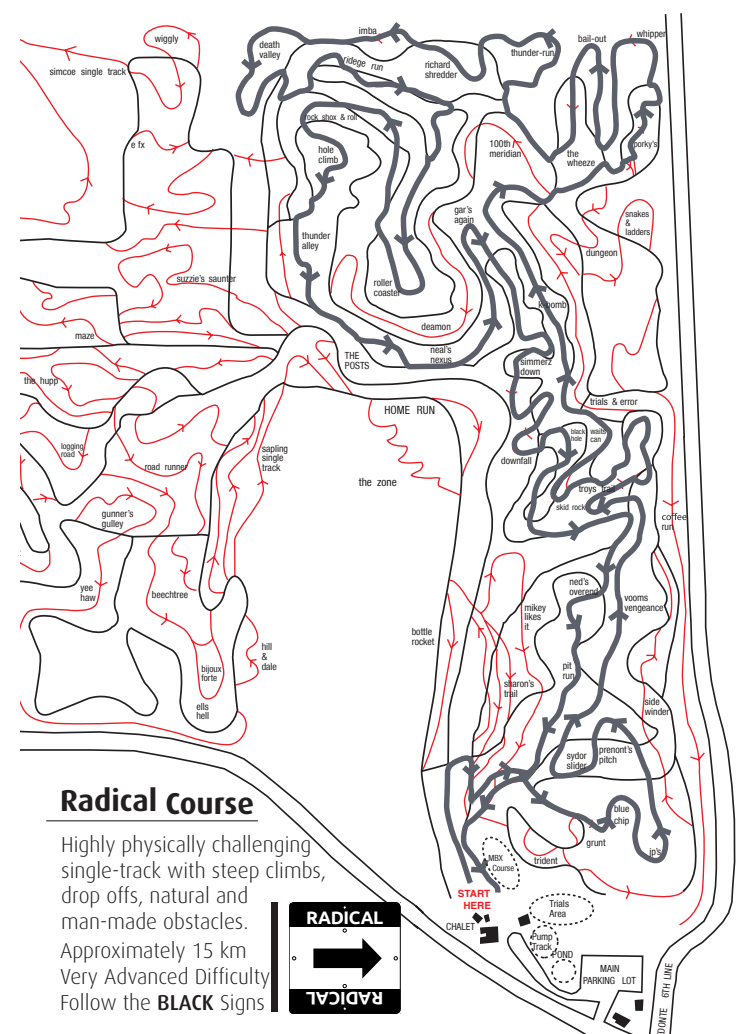 wiggly
simcoe single track
e fx
death
valley
imba
ridege run
richard
shredder
thunder-run
bail-out
whipper
rock shox & roll
hole
climb
100th
meridian
the
wheeze
porky's
thunder
alley
gar's
again
snakes
&
ladders
dungeon
suzzie's saunter
roller
coaster
k-bomb
maze
deamon
neal's
nexus
THE
POSTS
simmerz
down
the hupp
HOME RUN
trials & error
logging
road
road runner
sapling
single
track
the zone
downfall
black
hole
waits
can
troys trail
skid rock
gunner's
gulley
coffee
run
yee
haw
beechtree
ned's
overend
vooms
vengeance
mikey
likes
it
bottle
rocket
hill
&
dale
bijoux
forte
ells
hell
pit
run
sharon's
trail
side
winder
sydor
slider
prenont's
pitch
blue
chip
grunt
jp's
trident
MBX
Course
START
HERE
CHALET
Trials
Area
Pump
Track
POND
MAIN
PARKING LOT
DONTE 6TH LINE
Radical Course
Highly physically challenging
single-track with steep climbs,
drop offs, natural and
man-made obstacles.
Approximately 15 km
Very Advanced Difficulty
Follow the BLACK Signs
RADICAL
RADICAL